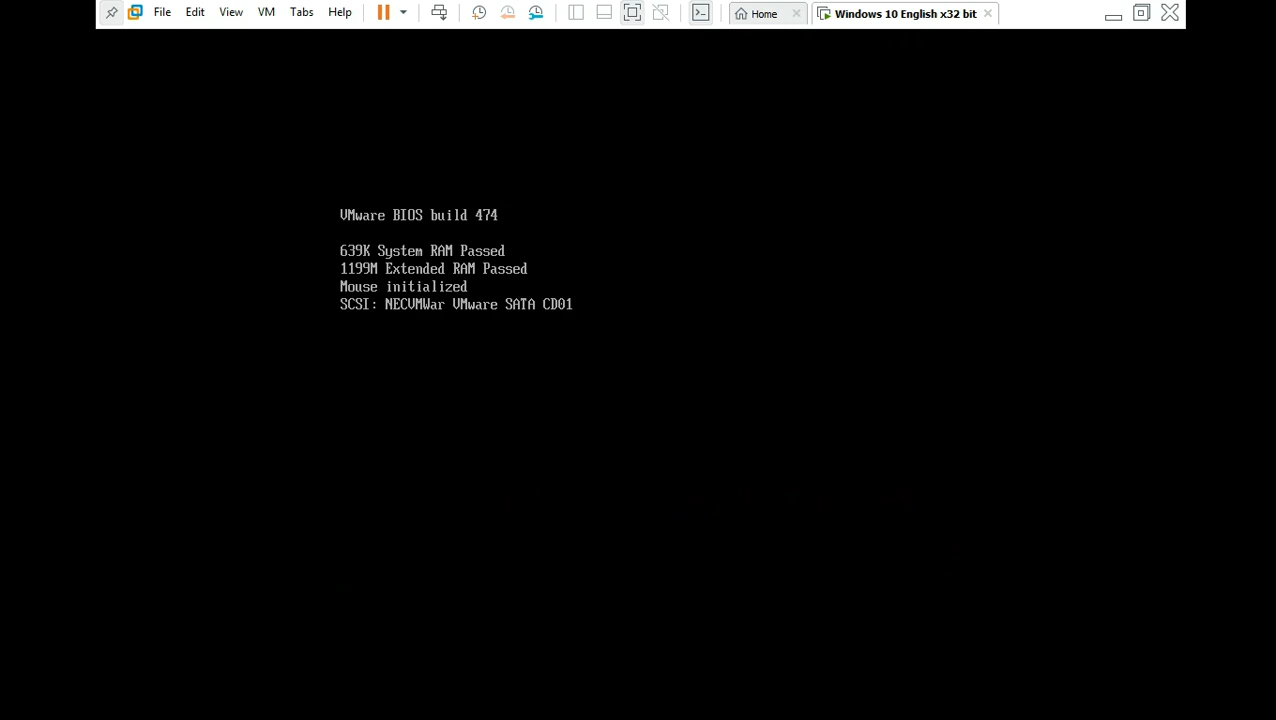 File Edit View VM Tabs Help Home Windows 10 English x32 bit
VMware BIOS build 474
639K System RAM Passed
1199M Extended RAM Passed
Mouse initialized
SCSI: NECVMWar VMware SATA CD01